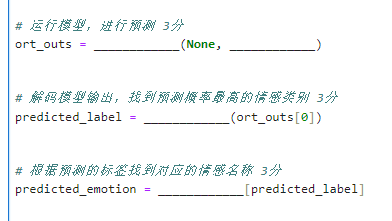 # 运行模型，进行预测 3分
ort_outs = ____________(None, ____________)
# 解码模型输出，找到预测概率最高的情感类别 3分
predicted_label = ____________(ort_outs[0])
# 根据预测的标签找到对应的情感名称 3分
predicted_emotion = ____________[predicted_label]